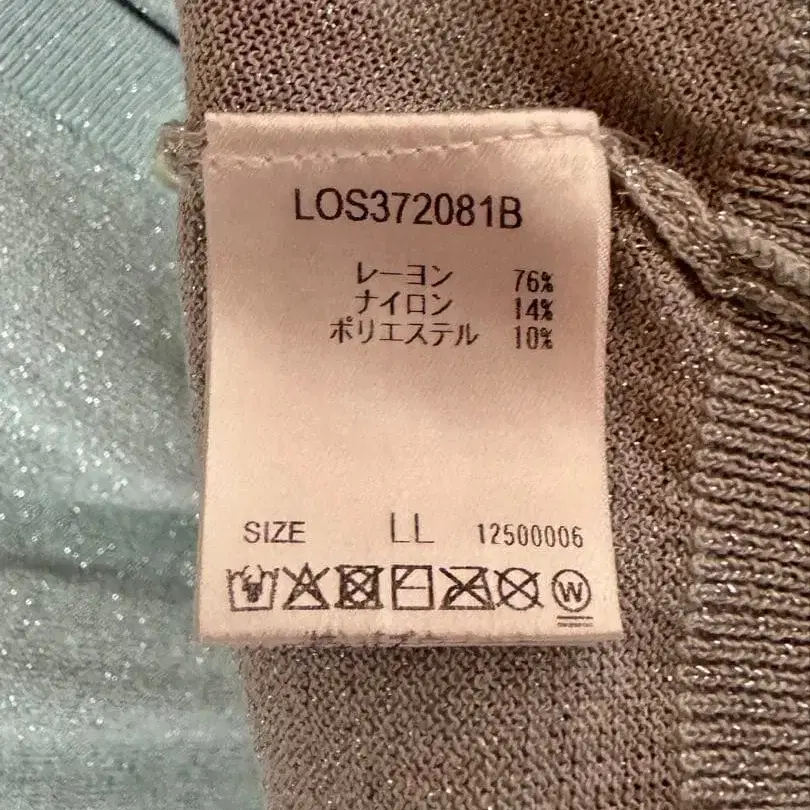 LOS372081B
レーヨン 76%
ナイロン 14%
ポリエステル 10%
SIZE LL 12500006
W